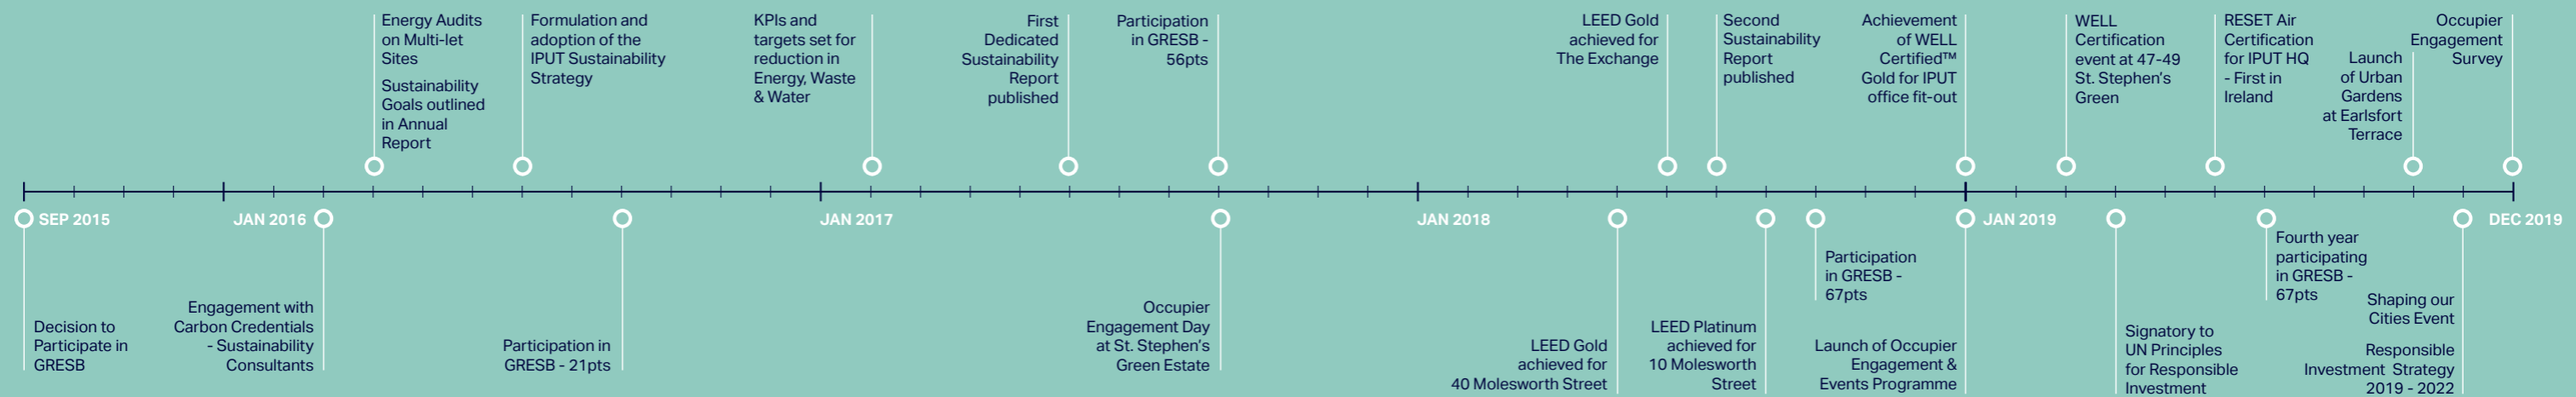 Energy Audits
on Multi-let
Sites
Sustainability
Goals outlined
in Annual
Report
Formulation and
adoption of the
IPUT Sustainability
Strategy
KPIs and
targets set for
reduction in
Energy, Waste
& Water
First
Dedicated
Sustainability
Report
published
Participation
in GRESB -
56pts
LEED Gold
achieved for
The Exchange
Second
Sustainability
Report
published
Achievement
of WELL
Certified™
Gold for IPUT
office fit-out
WELL
Certification
event at 47-49
St. Stephen's
Green
RESET Air
Certification
for IPUT HQ
- First in
Ireland
Launch
of Urban
Gardens
at Earlsfort
Terrace
Occupier
Engagement
Survey
SEP 2015
JAN 2016
JAN 2017
JAN 2018
JAN 2019
DEC 2019
Decision to
Participate in
GRESB
Engagement with
Carbon Credentials
- Sustainability
Consultants
Participation in
GRESB - 21pts
Occupier
Engagement Day
at St. Stephen's
Green Estate
LEED Gold
achieved for
40 Molesworth Street
LEED Platinum
achieved for
10 Molesworth
Street
Participation
in GRESB -
67pts
Launch of Occupier
Engagement &
Events Programme
Signatory to
UN Principles
for Responsible
Investment
Fourth year
participating
in GRESB -
67pts
Shaping our
Cities Event
Responsible
Investment Strategy
2019 - 2022